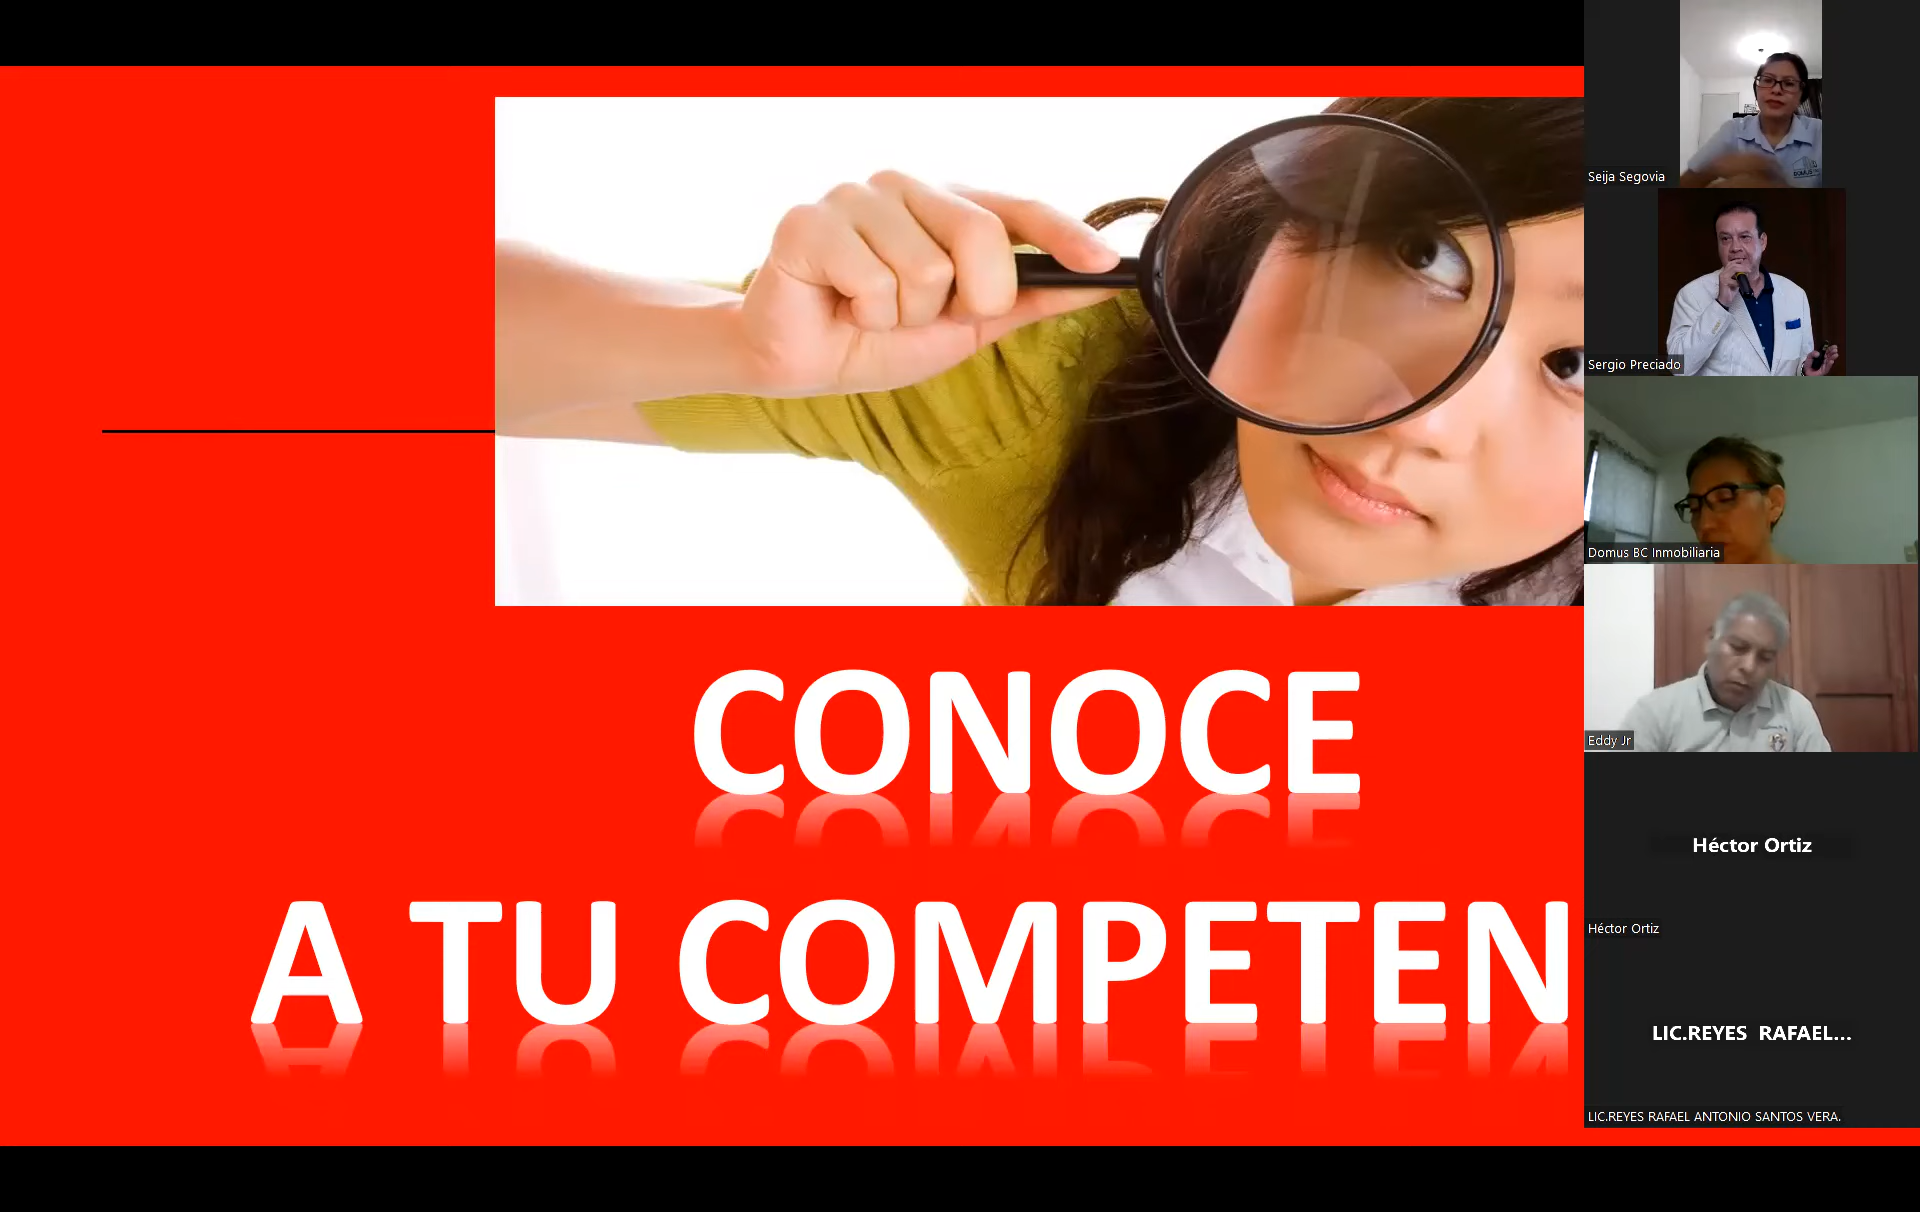 CONOCE
A TU COMPETEN
Seija Segovia
DOMUS
Sergio Preciado
Domus BC Inmobiliaria
Eddy Jr
Héctor Ortiz
Héctor Ortiz
LIC.REYES RAFAEL...
LIC.REYES RAFAEL ANTONIO SANTOS VERA.